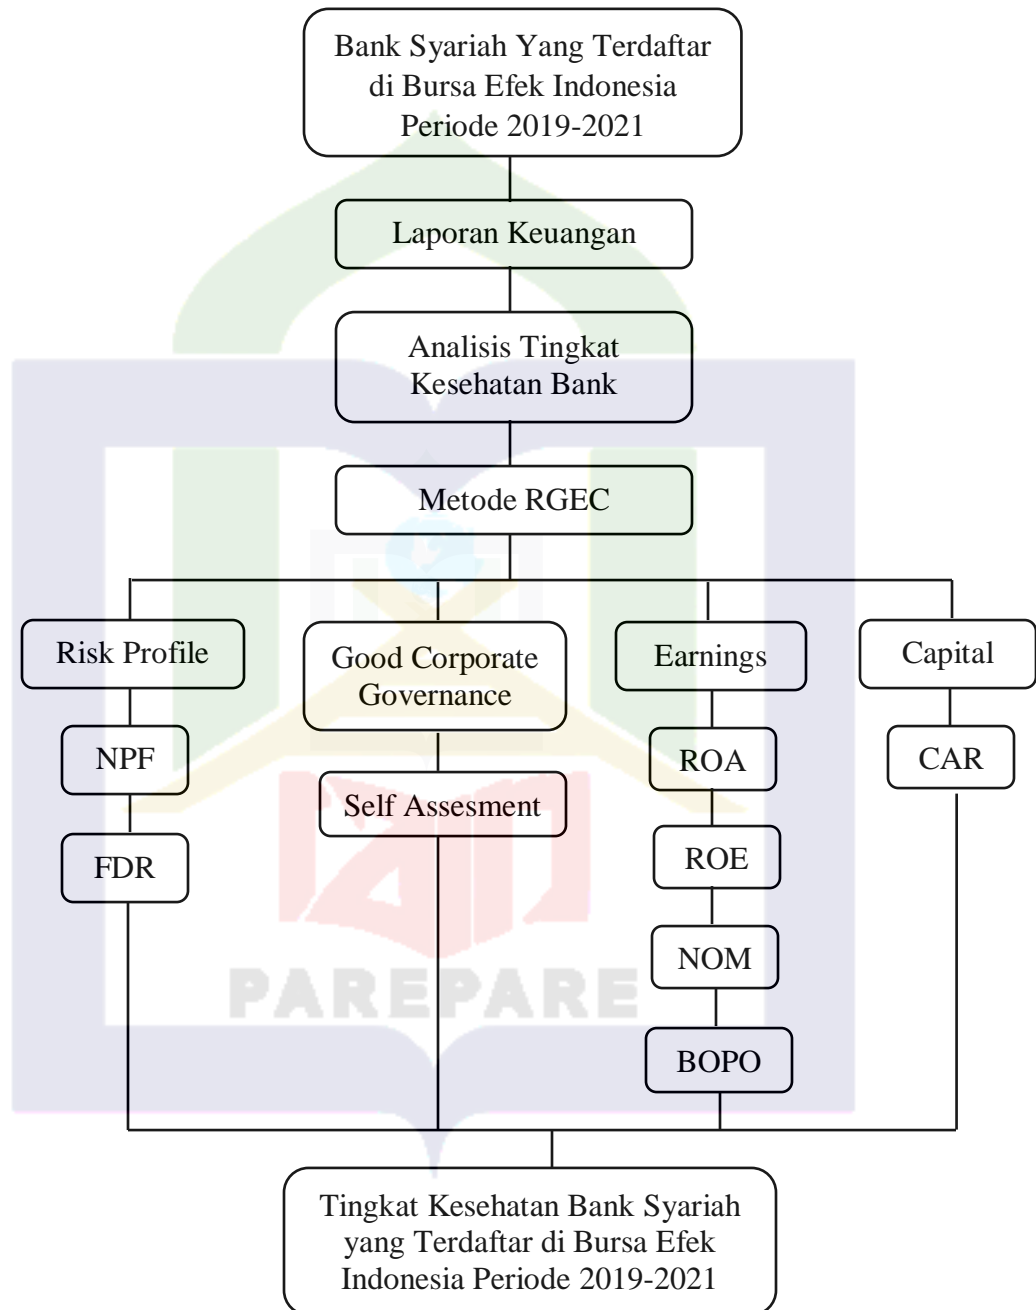 Bank Syariah Yang Terdaftar
di Bursa Efek Indonesia
Periode 2019-2021
Laporan Keuangan
Analisis Tingkat
Kesehatan Bank
Metode RGEC
Risk Profile
Good Corporate
Governance
Earnings
Capital
NPF
Self Assesment
ROA
CAR
FDR
ROE
NOM
PAREPARE
BOPO
Tingkat Kesehatan Bank Syariah
yang Terdaftar di Bursa Efek
Indonesia Periode 2019-2021